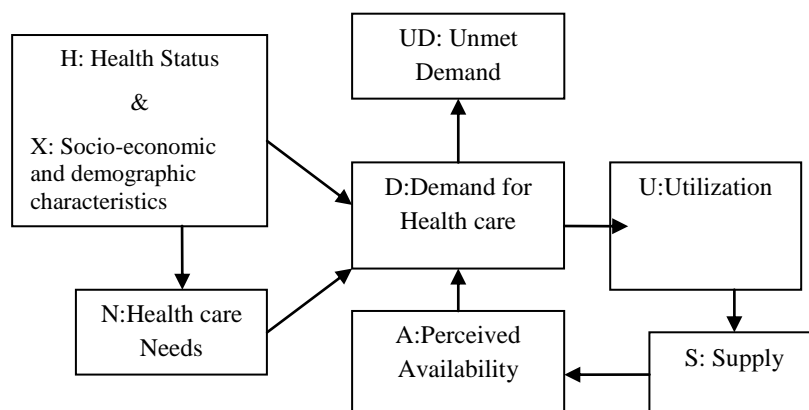 H: Health Status
&
X: Socio-economic
and demographic
characteristics
UD: Unmet
Demand
D:Demand for
Health care
U:Utilization
N:Health care
Needs
A:Perceived
Availability
S: Supply